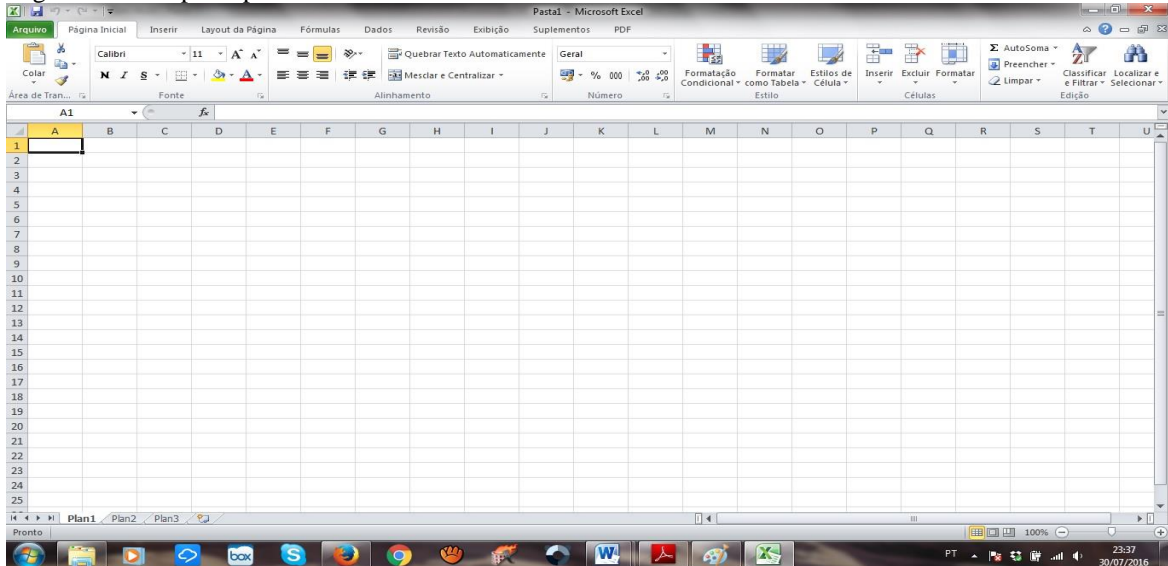 Pasta1 - Microsoft Excel
Arquivo Página Inicial Inserir Layout da Página Fórmulas Dados Revisão Exibição Suplementos PDF
Colar
Calibri 11
Quebrar Texto Automaticamente
Geral
N I S
Mesclar e Centralizar
% 000
Formatação Condicional
Formatar como Tabela
Estilos de Célula
Inserir Excluir Formatar
Σ AutoSoma
Preencher
Limpar
Classificar e Filtrar
Localizar e Selecionar
Área de Tran... Fonte Alinhamento Número Estilo Células Edição
A1 fx
A B C D E F G H I J K L M N O P Q R S T U
1
2
3
4
5
6
7
8
9
10
11
12
13
14
15
16
17
18
19
20
21
22
23
24
25
Plan1 Plan2 Plan3
Pronto 100%
box S W X PT 23:37
30/07/2016